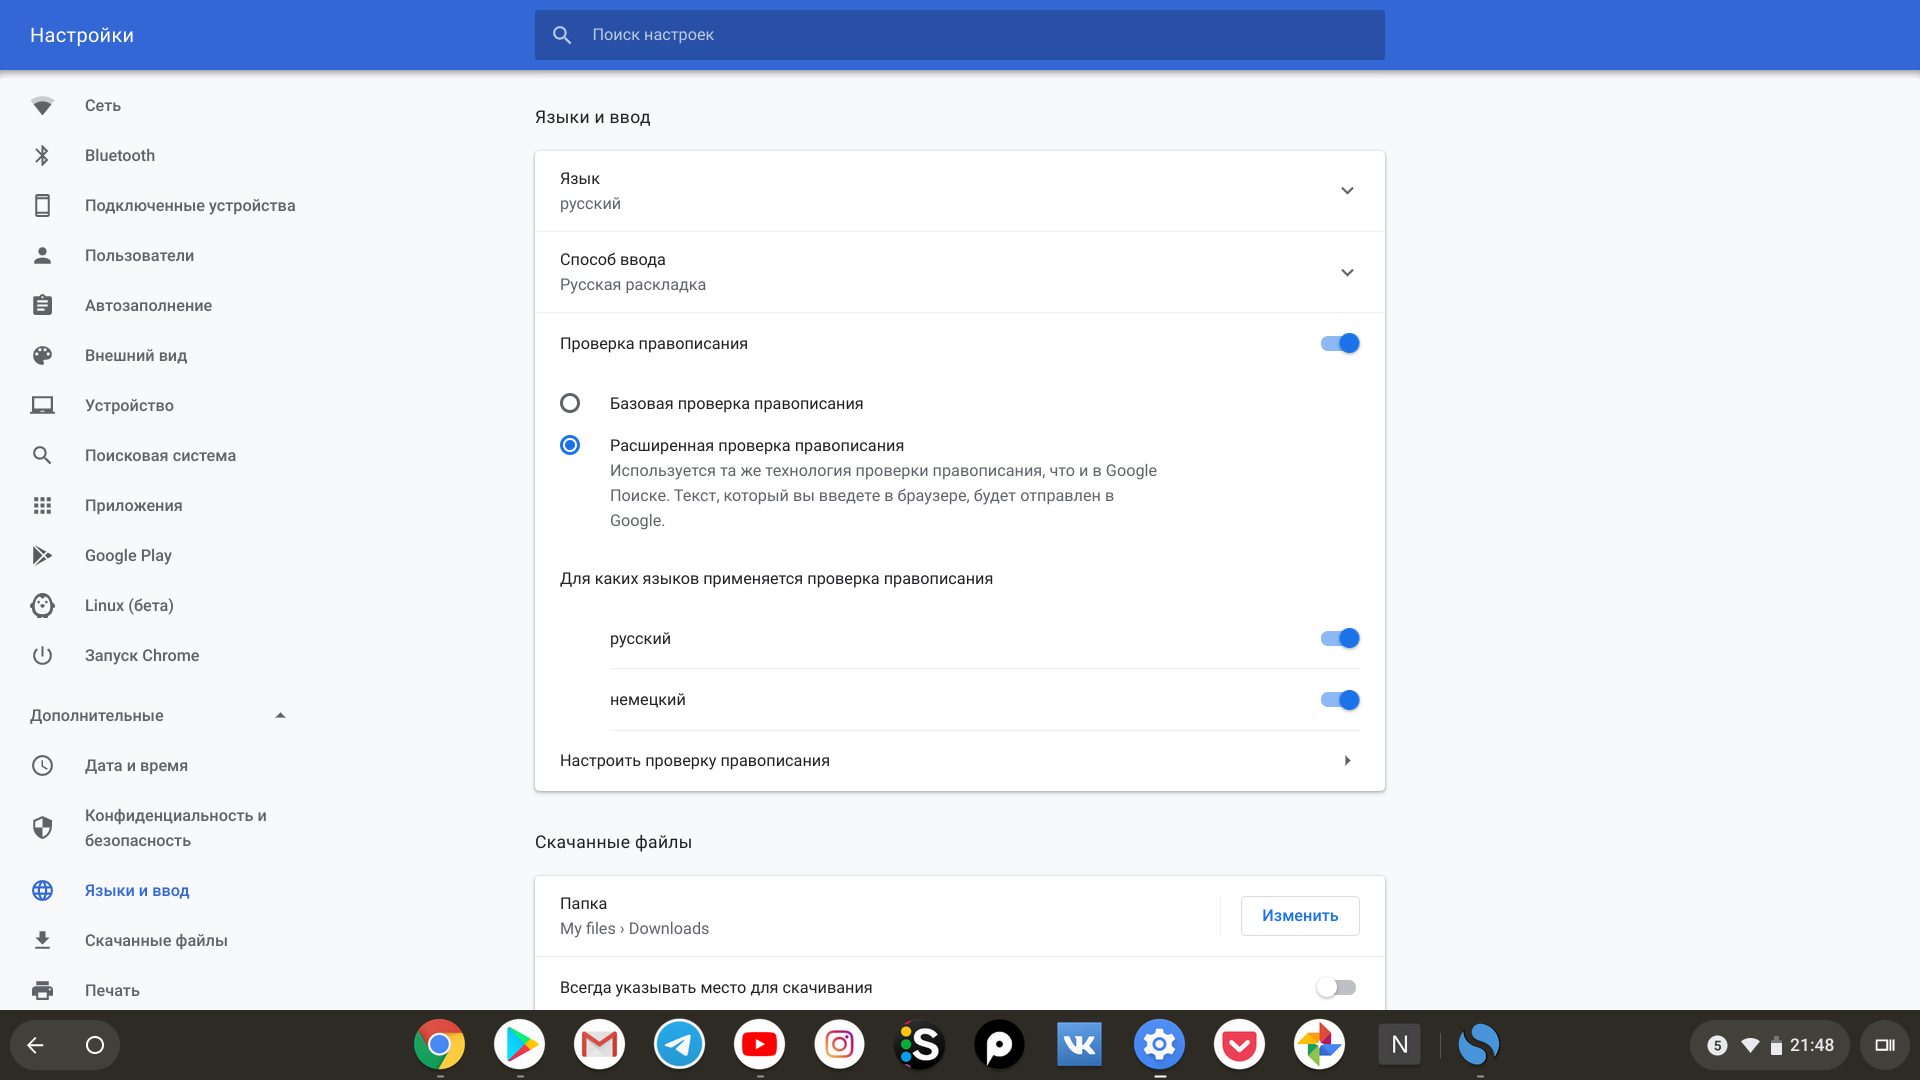 Настройки
Поиск настроек
Сеть
Bluetooth
Подключенные устройства
Пользователи
Автозаполнение
Внешний вид
Устройство
Поисковая система
Приложения
Google Play
Linux (бета)
Запуск Chrome
Дополнительные
Дата и время
Конфиденциальность и
безопасность
Языки и ввод
Скачанные файлы
Печать
Языки и ввод
Язык
русский
Способ ввода
Русская раскладка
Проверка правописания
Базовая проверка правописания
Расширенная проверка правописания
Используется та же технология проверки правописания, что и в Google
Поиске. Текст, который вы введете в браузере, будет отправлен в
Google.
Для каких языков применяется проверка правописания
русский
немецкий
Настроить проверку правописания
Скачанные файлы
Папка
My files › Downloads
Изменить
Всегда указывать место для скачивания
S
N
5
21:48